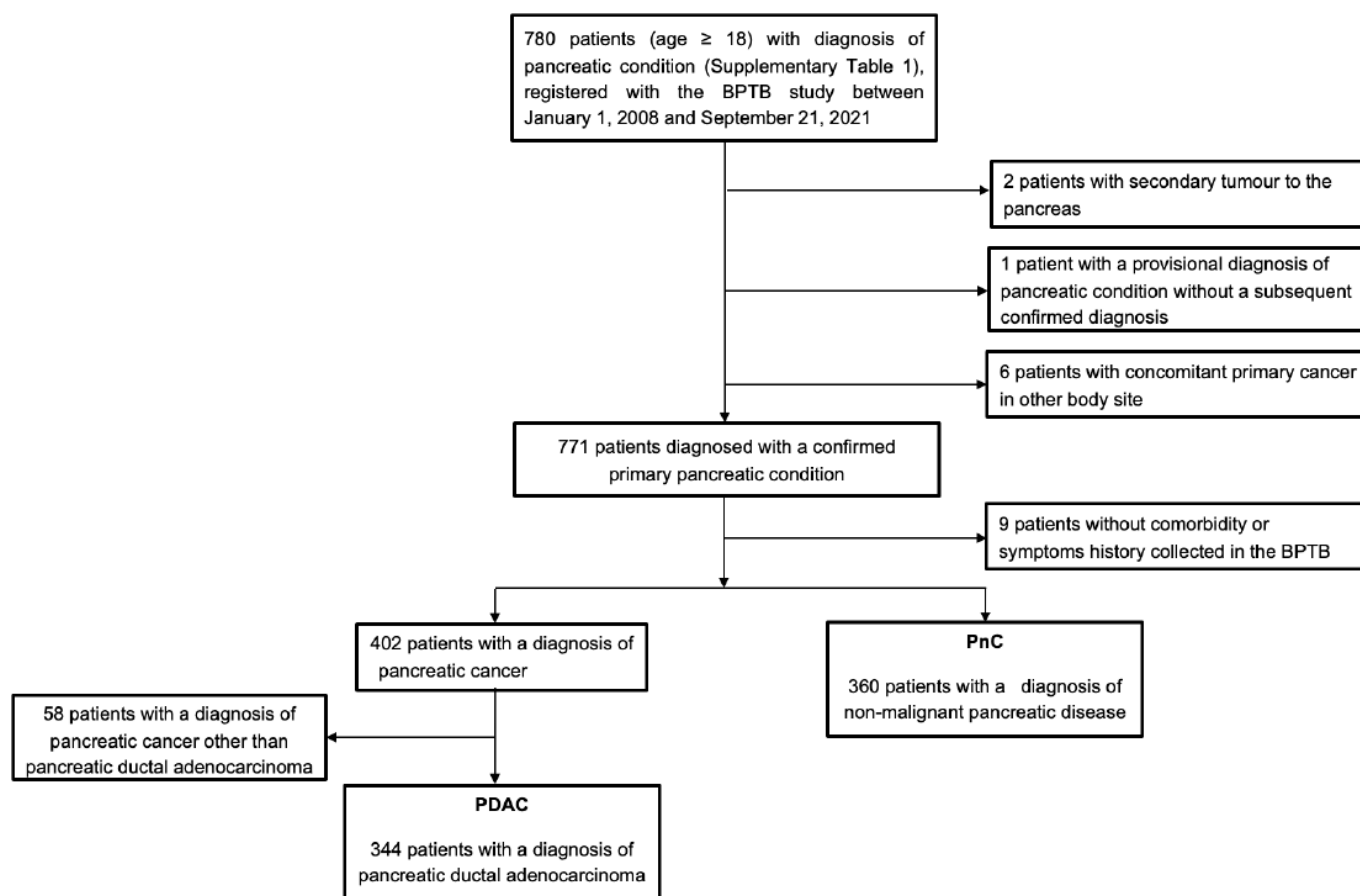 780 patients (age ≥ 18) with diagnosis of
pancreatic condition (Supplementary Table 1),
registered with the BPTB study between
January 1, 2008 and September 21, 2021
2 patients with secondary tumour to the
pancreas
1 patient with a provisional diagnosis of
pancreatic condition without a subsequent
confirmed diagnosis
6 patients with concomitant primary cancer
in other body site
771 patients diagnosed with a confirmed
primary pancreatic condition
9 patients without comorbidity or
symptoms history collected in the BPTB
402 patients with a diagnosis of
pancreatic cancer
PnC
360 patients with a diagnosis of
non-malignant pancreatic disease
58 patients with a diagnosis of
pancreatic cancer other than
pancreatic ductal adenocarcinoma
PDAC
344 patients with a diagnosis of
pancreatic ductal adenocarcinoma